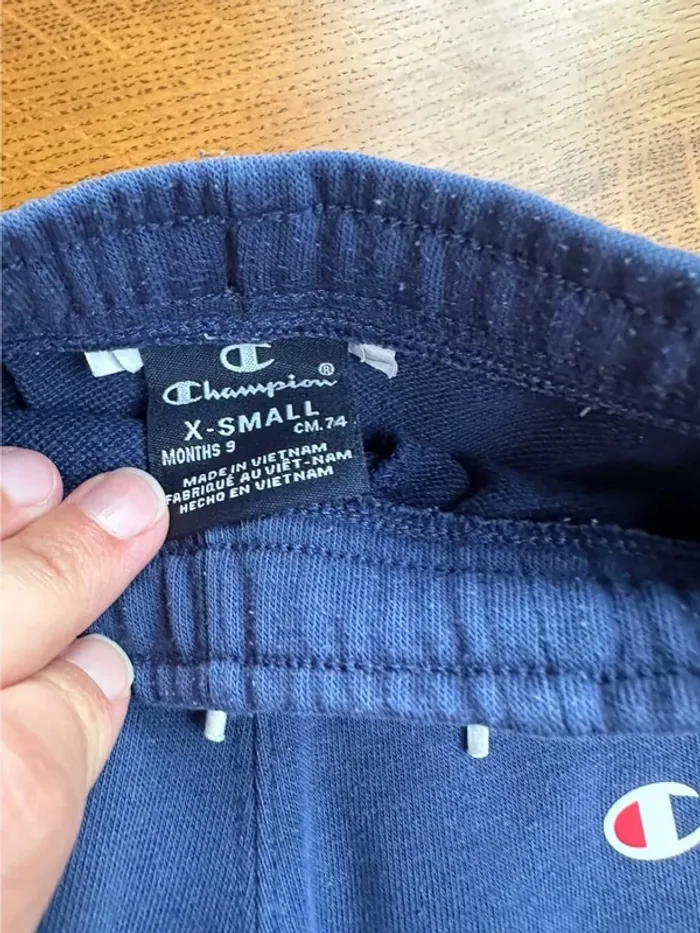 Champion®
X-SMALL
CM.74
MONTHS 9
MADE IN VIETNAM
FABRIQUÉ AU VIÊT-NAM
HECHO EN VIETNAM